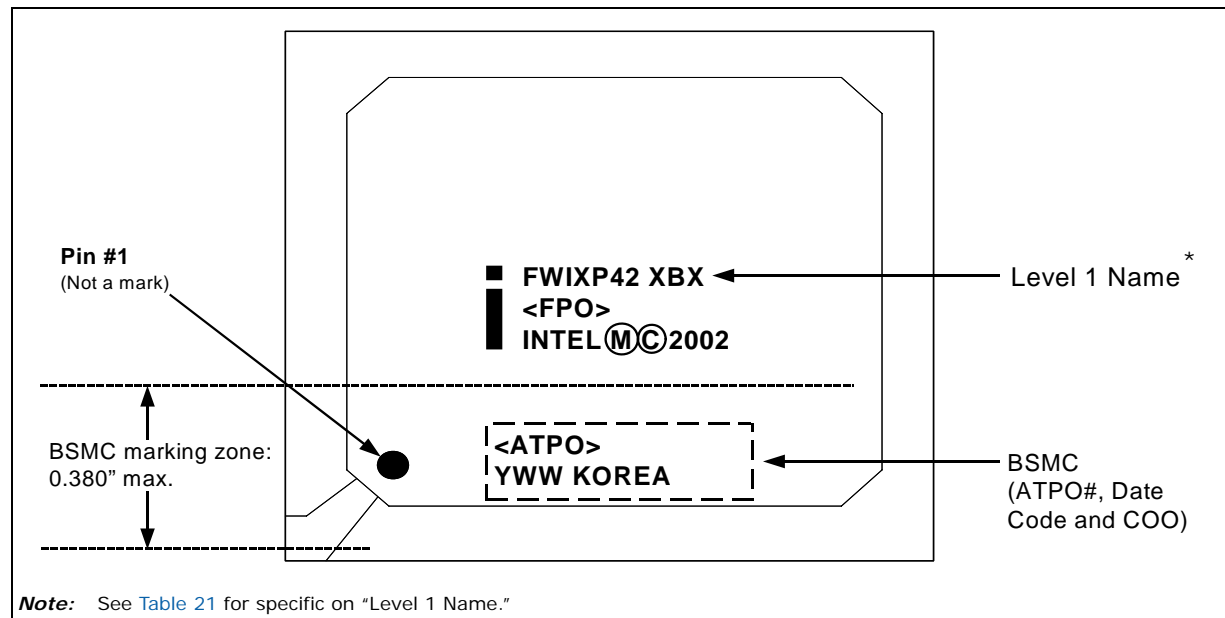 Pin #1
(Not a mark)
FWIXP42 XBX
<FPO>
INTEL Ⓜ©2002
Level 1 Name*
BSMC marking zone:
0.380” max.
<ATPO>
YWW KOREA
BSMC
(ATPO#, Date
Code and COO)
Note: See Table 21 for specific on “Level 1 Name.”